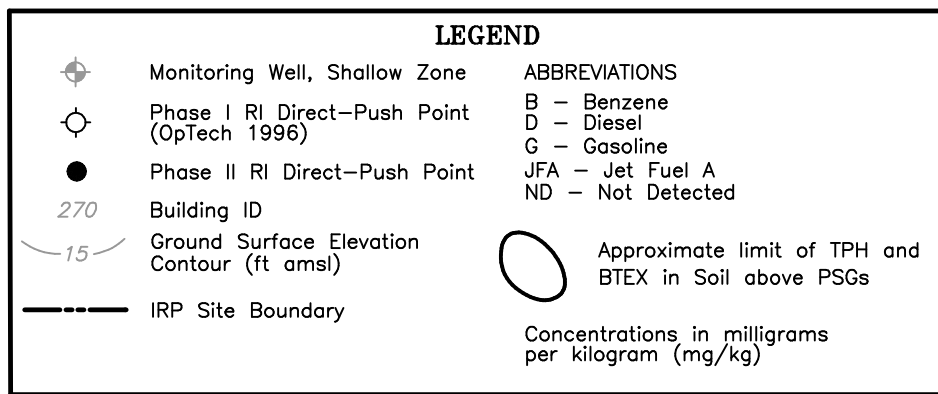 LEGEND
Monitoring Well, Shallow Zone
Phase I RI Direct–Push Point
(OpTech 1996)
Phase II RI Direct–Push Point
270
Building ID
15
Ground Surface Elevation
Contour (ft amsl)
IRP Site Boundary
ABBREVIATIONS
B – Benzene
D – Diesel
G – Gasoline
JFA – Jet Fuel A
ND – Not Detected
Approximate limit of TPH and
BTEX in Soil above PSGs
Concentrations in milligrams
per kilogram (mg/kg)